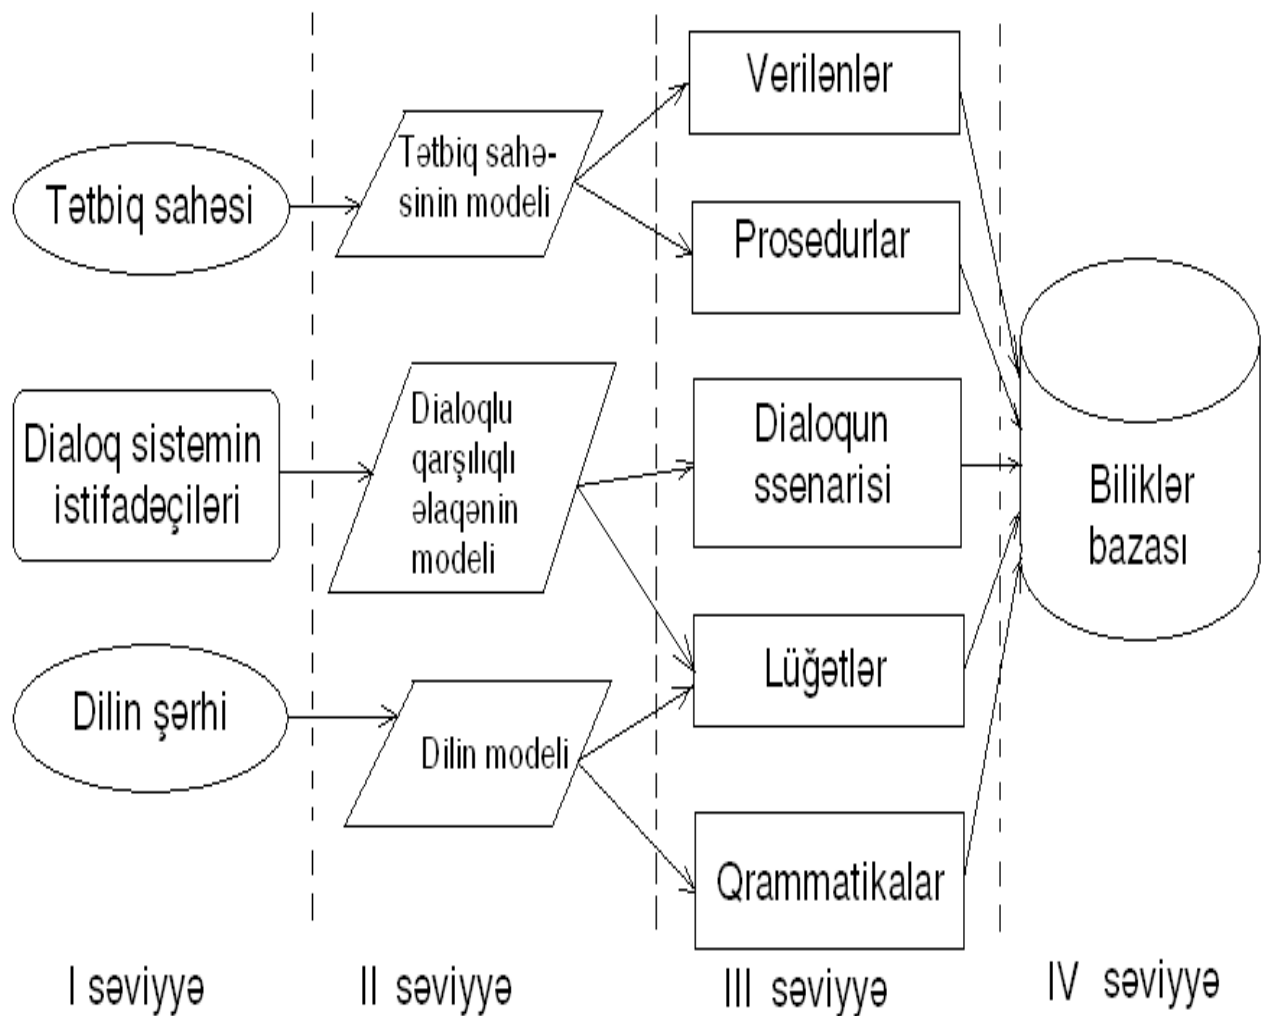 Tətbiq sahəsi
Dialoq sistemin
istifadəçiləri
Dilin şərhi
I səviyyə
Tətbiq sahə-
sinin modeli
Dialoqlu
qarşılıqlı
əlaqənin
modeli
Dilin modeli
II səviyyə
Verilənlər
Prosedurlar
Dialoqun
ssenarisi
Lüğətlər
Qrammatikalar
III səviyyə
Biliklər
bazası
IV səviyyə